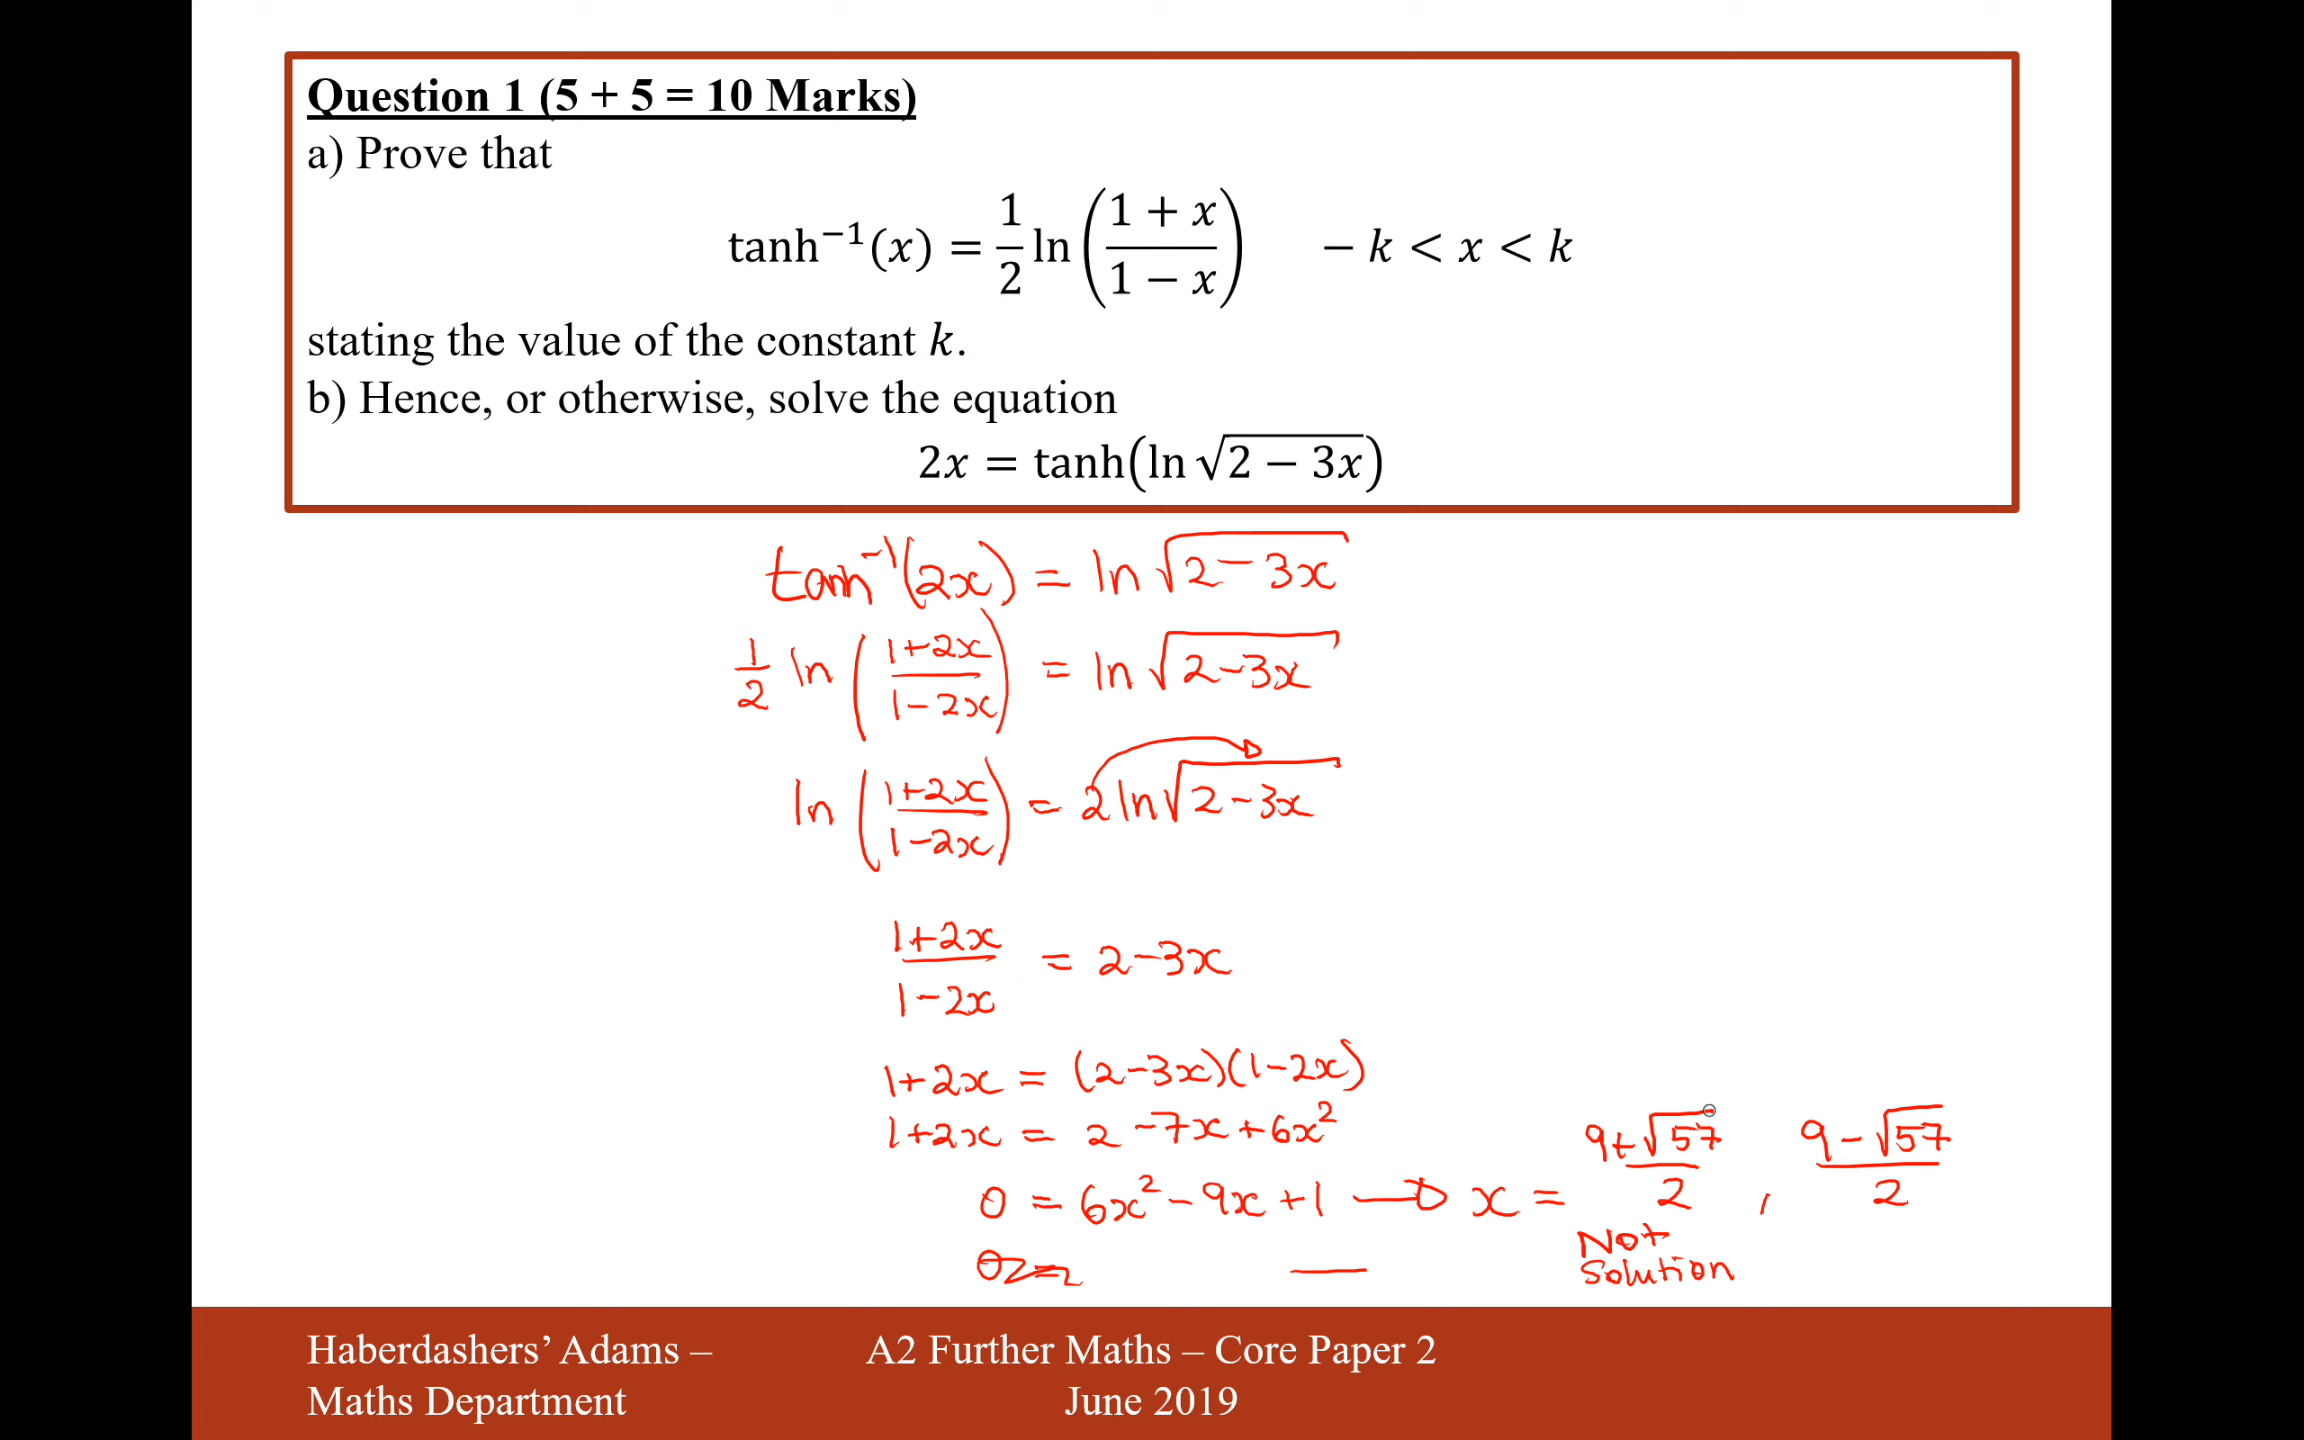 Question 1 (5 + 5 = 10 Marks)
a) Prove that
tanh⁻¹(x) = 1/2 ln((1 + x)/(1 − x))  − k < x < k
stating the value of the constant k.
b) Hence, or otherwise, solve the equation
2x = tanh(ln √(2 − 3x))
tanh⁻¹(2x) = ln √(2−3x)
1/2 ln((1+2x)/(1−2x)) = ln √(2−3x)
ln((1+2x)/(1−2x)) = 2 ln √(2−3x)
(1+2x)/(1−2x) = 2−3x
1+2x = (2−3x)(1−2x)
1+2x = 2 −7x +6x²
0 = 6x² − 9x + 1 → x = (9+√57)/2 , (9−√57)/2
Not
Solution
Haberdashers’ Adams –
Maths Department
A2 Further Maths – Core Paper 2
June 2019